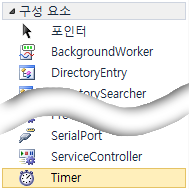 구성 요소
포인터
BackgroundWorker
DirectoryEntry
SerialPort
ServiceController
Timer